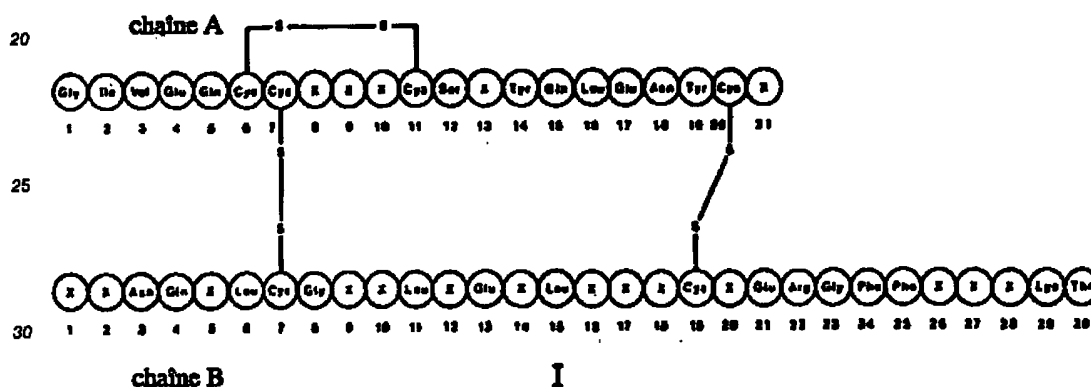 20 chaîne A S S
Gly Ile Val Glu Gln Cys Cys X X X Cys Ser X Tyr Gln Leu Glu Asn Tyr Cys X
1 2 3 4 5 6 7 8 9 10 11 12 13 14 15 16 17 18 19 20 21
S S
25
S S
X X Asn Gln X Leu Cys Gly X X Leu X Glu X Leu X X X Cys X Glu Arg Gly Phe Phe X X X Lys Thr
1 2 3 4 5 6 7 8 9 10 11 12 13 14 15 16 17 15 19 20 21 22 23 24 25 26 27 28 29 30
30
chaîne B I